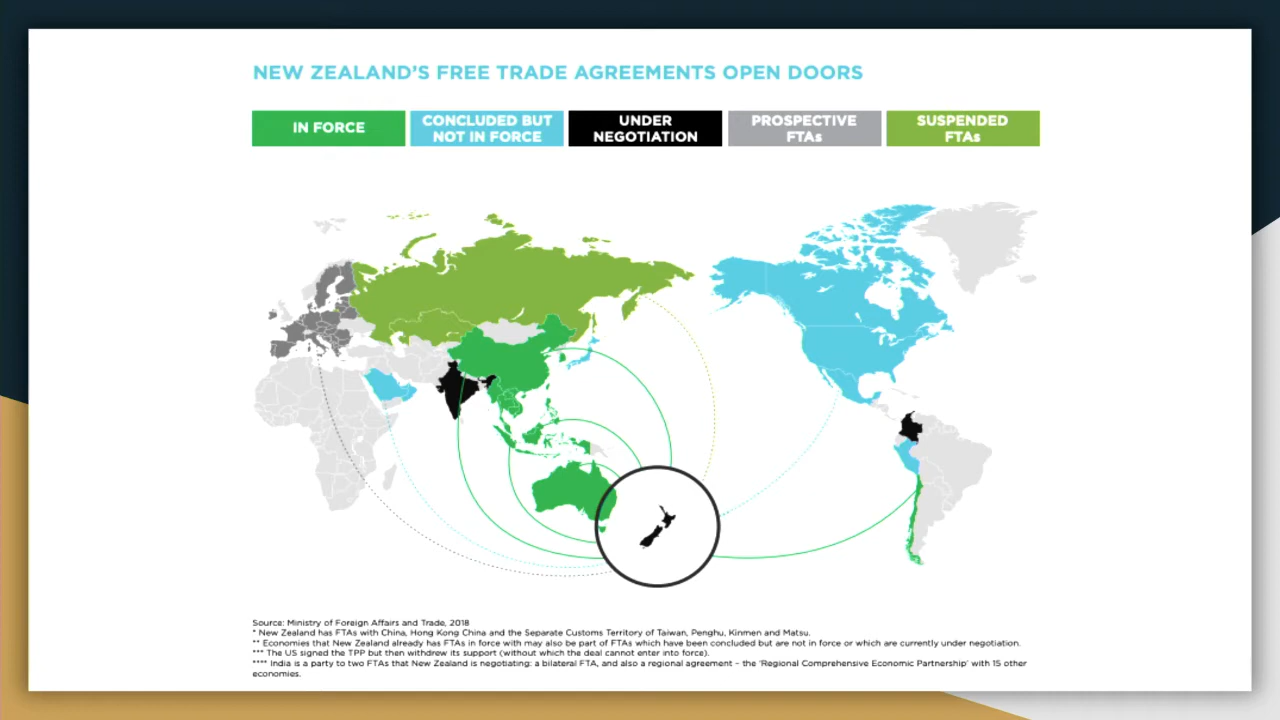 NEW ZEALAND'S FREE TRADE AGREEMENTS OPEN DOORS
IN FORCE
CONCLUDED BUT
NOT IN FORCE
UNDER
NEGOTIATION
PROSPECTIVE
FTAs
SUSPENDED
FTAs
Source: Ministry of Foreign Affairs and Trade, 2018
* New Zealand has FTAs with China, Hong Kong China and the Separate Customs Territory of Taiwan, Penghu, Kinmen and Matsu.
** Economies that New Zealand already has FTAs in force with may also be part of FTAs which have been concluded but are not in force or which are currently under negotiation.
*** The US signed the TPP but then withdrew its support (without which the deal cannot enter into force).
**** India is a party to two FTAs that New Zealand is negotiating: a bilateral FTA, and also a regional agreement – the 'Regional Comprehensive Economic Partnership' with 15 other
economies.